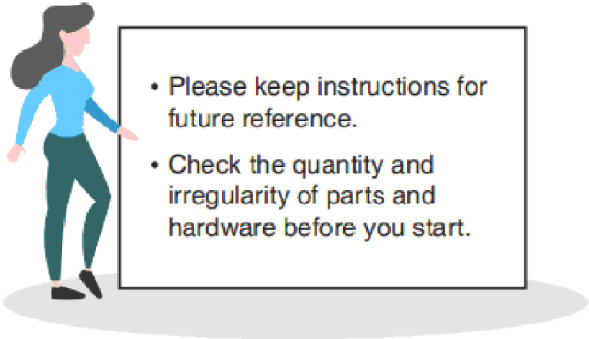 • Please keep instructions for
future reference.
• Check the quantity and
irregularity of parts and
hardware before you start.